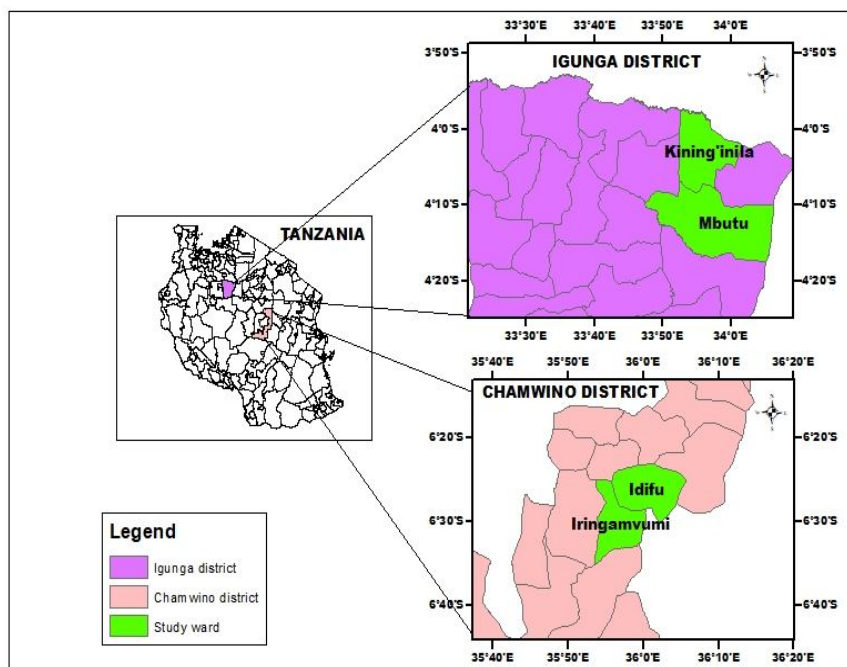 33°30'E 33°40'E 33°50'E 34°0'E
3°50'S 3°50'S
IGUNGA DISTRICT
4°0'S 4°0'S
Kining'inila
4°10'S 4°10'S
Mbutu
4°20'S 4°20'S
33°30'E 33°40'E 33°50'E 34°0'E
TANZANIA
35°40'E 35°50'E 36°0'E 36°10'E 36°20'E
CHAMWINO DISTRICT
6°20'S 6°20'S
Idifu
6°30'S 6°30'S
Iringamvumi
6°40'S 6°40'S
35°40'E 35°50'E 36°0'E 36°10'E 36°20'E
Legend
Igunga district
Chamwino district
Study ward